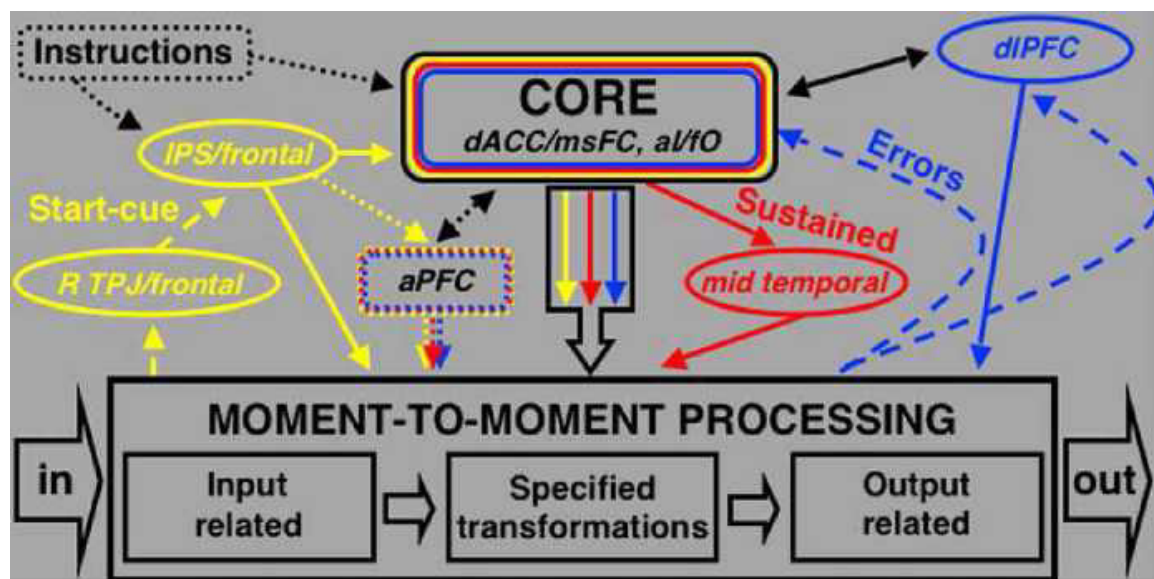 Instructions
dlPFC
CORE
dACC/msFC, aI/fO
IPS/frontal
Errors
Start-cue
Sustained
R TPJ/frontal
aPFC
mid temporal
MOMENT-TO-MOMENT PROCESSING
in
Input
related
Specified
transformations
Output
related
out